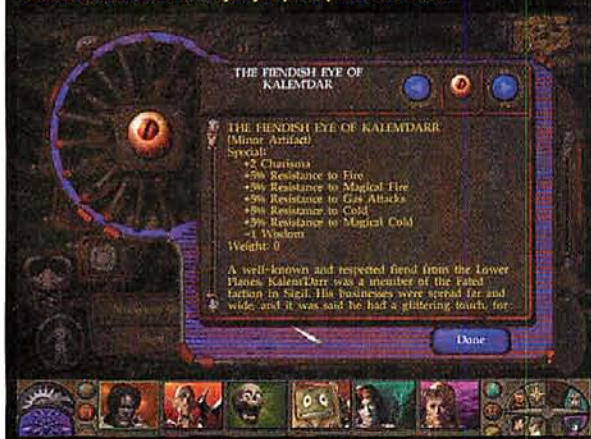 THE FIENDISH EYE OF
KALEM'DAR
THE FIENDISH EYE OF KALEM'DARR
(Minor Artifact)
Special:
+2 Charisma
+5% Resistance to Fire
+5% Resistance to Magical Fire
+5% Resistance to Gas Attacks
+5% Resistance to Cold
+5% Resistance to Magical Cold
-1 Wisdom
Weight: 0
A well-known and respected fiend from the Lower
Planes, Kalem'Darr was a member of the Fated
faction in Sigil. His businesses were spread far and
wide, and it was said he had a glittering touch, for
Done